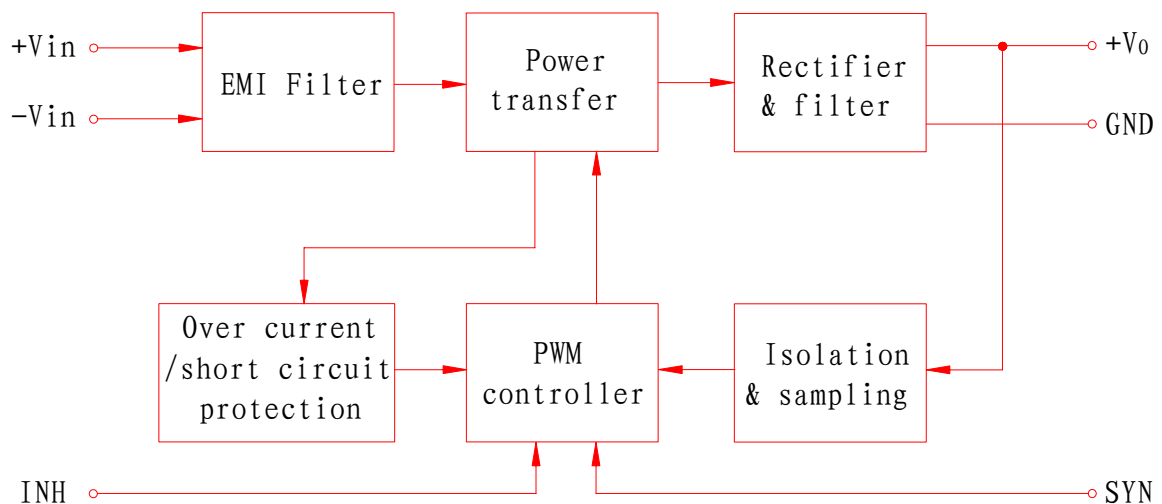 +Vin
-Vin
EMI Filter
Power
transfer
Rectifier
& filter
+V0
GND
Over current
/short circuit
protection
PWM
controller
Isolation
& sampling
INH
SYN